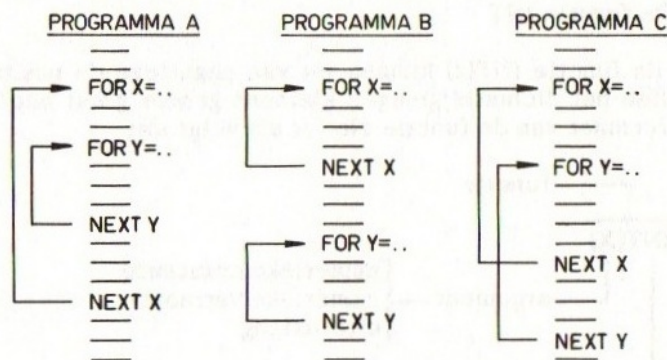 PROGRAMMA A
FOR X=..
FOR Y=..
NEXT Y
NEXT X
PROGRAMMA B
FOR X=..
NEXT X
FOR Y=..
NEXT Y
PROGRAMMA C
FOR X=..
FOR Y=..
NEXT X
NEXT Y